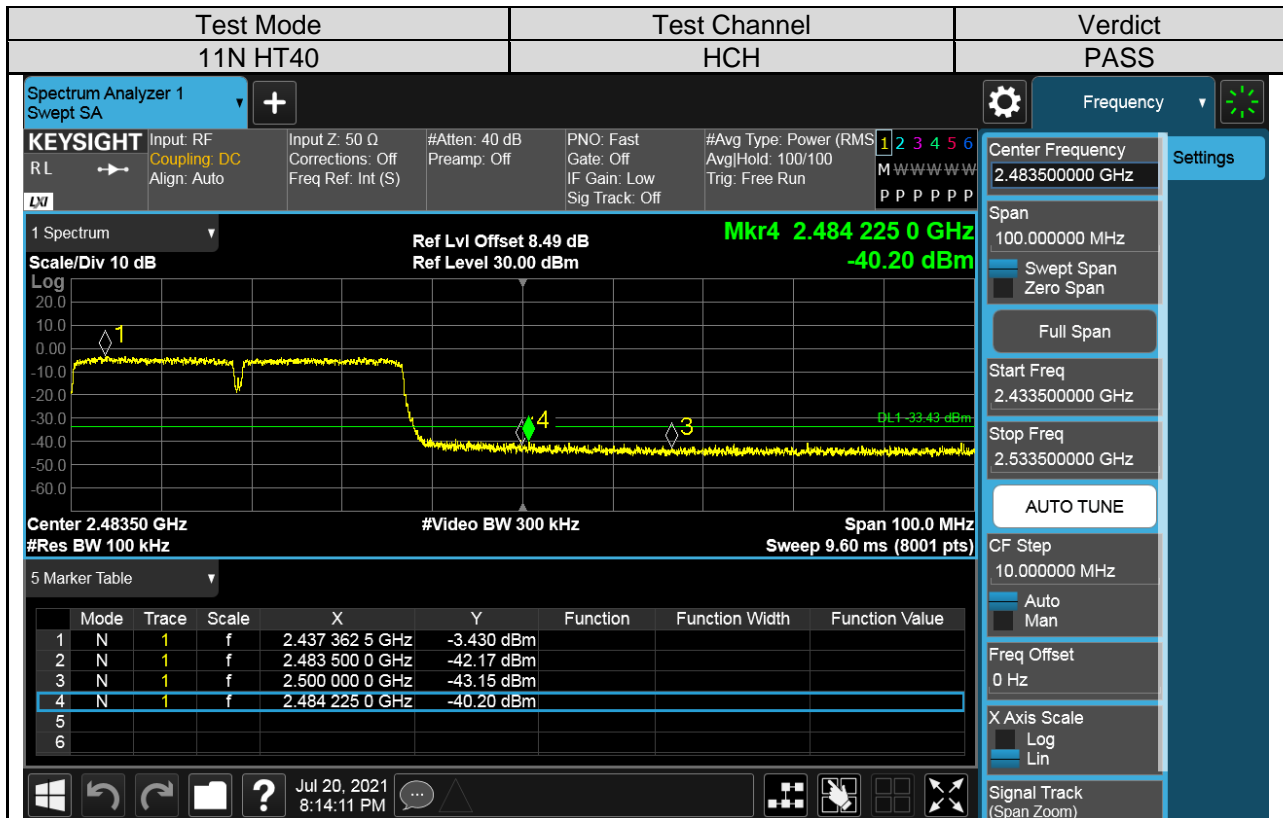 Test Mode Test Channel Verdict
11N HT40 HCH PASS
Spectrum Analyzer 1
Swept SA
+
Frequency
KEYSIGHT
R L
LXI
Input: RF
Coupling: DC
Align: Auto
Input Z: 50 Ω
Corrections: Off
Freq Ref: Int (S)
#Atten: 40 dB
Preamp: Off
PNO: Fast
Gate: Off
IF Gain: Low
Sig Track: Off
#Avg Type: Power (RMS
Avg|Hold: 100/100
Trig: Free Run
1 2 3 4 5 6
M W W W W W
P P P P P P
1 Spectrum
Scale/Div 10 dB
Ref Lvl Offset 8.49 dB
Ref Level 30.00 dBm
Mkr4 2.484 225 0 GHz
-40.20 dBm
Log
20.0
10.0
0.00
-10.0
-20.0
-30.0
-40.0
-50.0
-60.0
1
4
3
DL1 -33.43 dBm
Center 2.48350 GHz
#Res BW 100 kHz
#Video BW 300 kHz
Span 100.0 MHz
Sweep 9.60 ms (8001 pts)
5 Marker Table
Mode Trace Scale X Y Function Function Width Function Value
1 N 1 f 2.437 362 5 GHz -3.430 dBm
2 N 1 f 2.483 500 0 GHz -42.17 dBm
3 N 1 f 2.500 000 0 GHz -43.15 dBm
4 N 1 f 2.484 225 0 GHz -40.20 dBm
5
6
?
Jul 20, 2021
8:14:11 PM
Center Frequency
2.483500000 GHz
Settings
Span
100.000000 MHz
Swept Span
Zero Span
Full Span
Start Freq
2.433500000 GHz
Stop Freq
2.533500000 GHz
AUTO TUNE
CF Step
10.000000 MHz
Auto
Man
Freq Offset
0 Hz
X Axis Scale
Log
Lin
Signal Track
(Span Zoom)